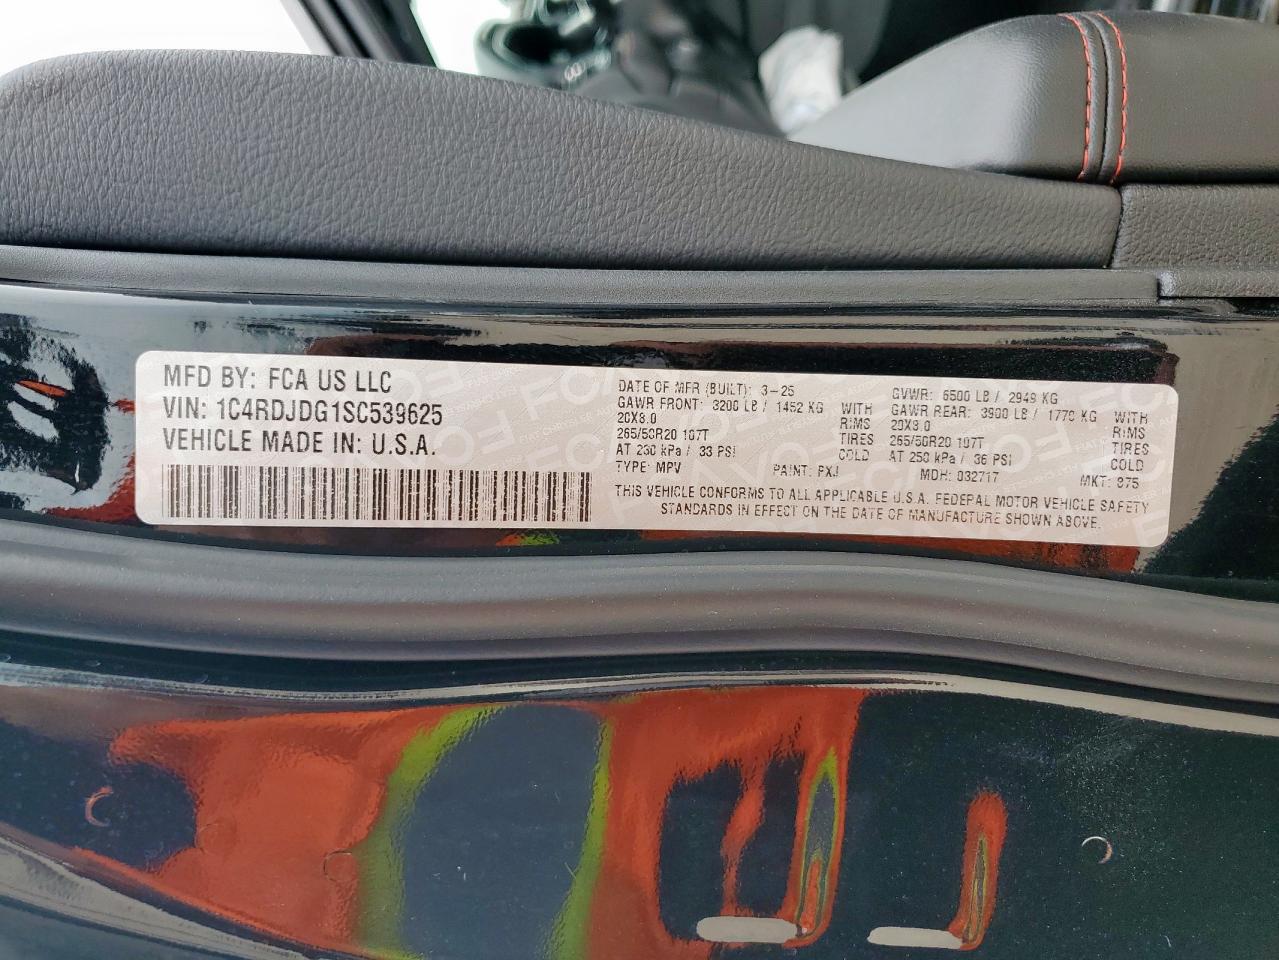 MFD BY: FCA US LLC
VIN: 1C4RDJDG1SC539625
VEHICLE MADE IN: U.S.A.
DATE OF MFR (BUILT): 3-25 GVWR: 6500 LB / 2949 KG
GAWR FRONT: 3200 LB / 1452 KG WITH GAWR REAR: 3900 LB / 1770 KG WITH
20X8.0 RIMS 20X8.0 RIMS
265/50R20 107T TIRES 265/50R20 107T TIRES
AT 230 kPa / 33 PSI COLD AT 250 kPa / 36 PSI COLD
TYPE: MPV PAINT: PXJ MDH: 032717 MKT: 975
THIS VEHICLE CONFORMS TO ALL APPLICABLE U.S.A. FEDERAL MOTOR VEHICLE SAFETY
STANDARDS IN EFFECT ON THE DATE OF MANUFACTURE SHOWN ABOVE.